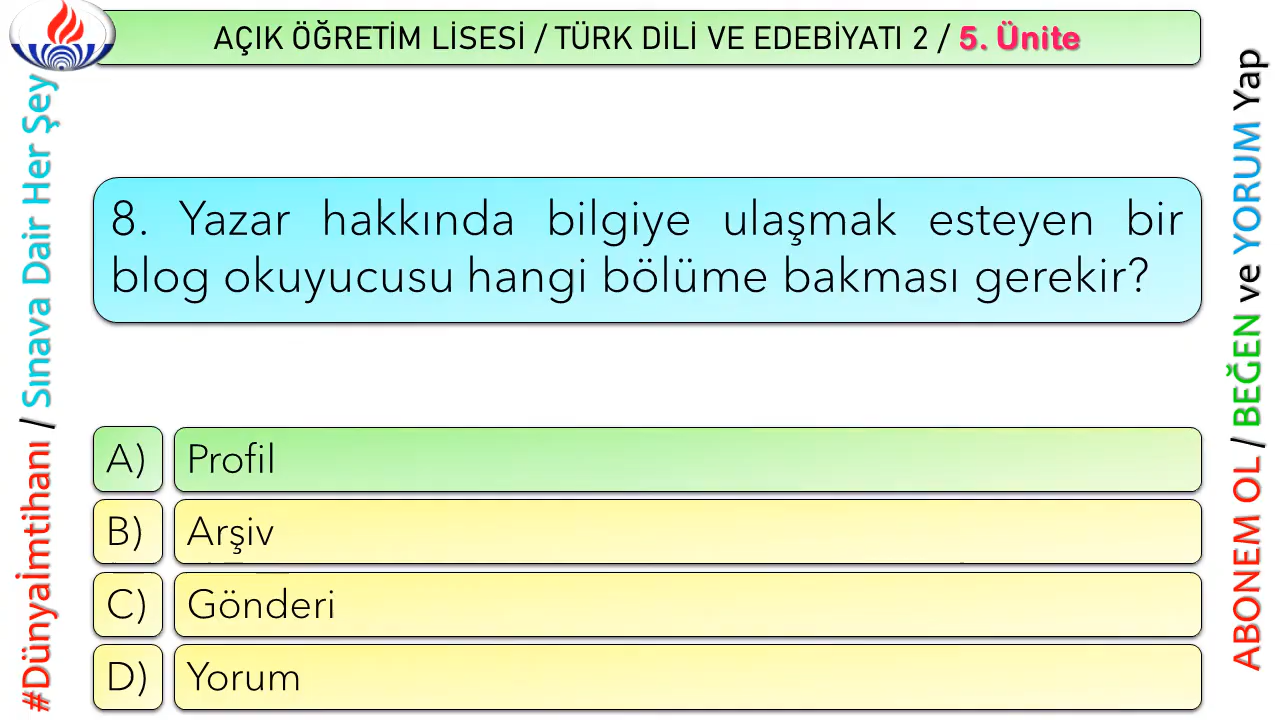 AÇIK ÖĞRETİM LİSESİ / TÜRK DİLİ VE EDEBİYATI 2 / 5. Ünite
#Dünyaimtihanı / Sınava Dair Her Şey
8. Yazar hakkında bilgiye ulaşmak esteyen bir
blog okuyucusu hangi bölüme bakması gerekir?
A) Profil
B) Arşiv
C) Gönderi
D) Yorum
ABONEM OL / BEĞEN ve YORUM Yap